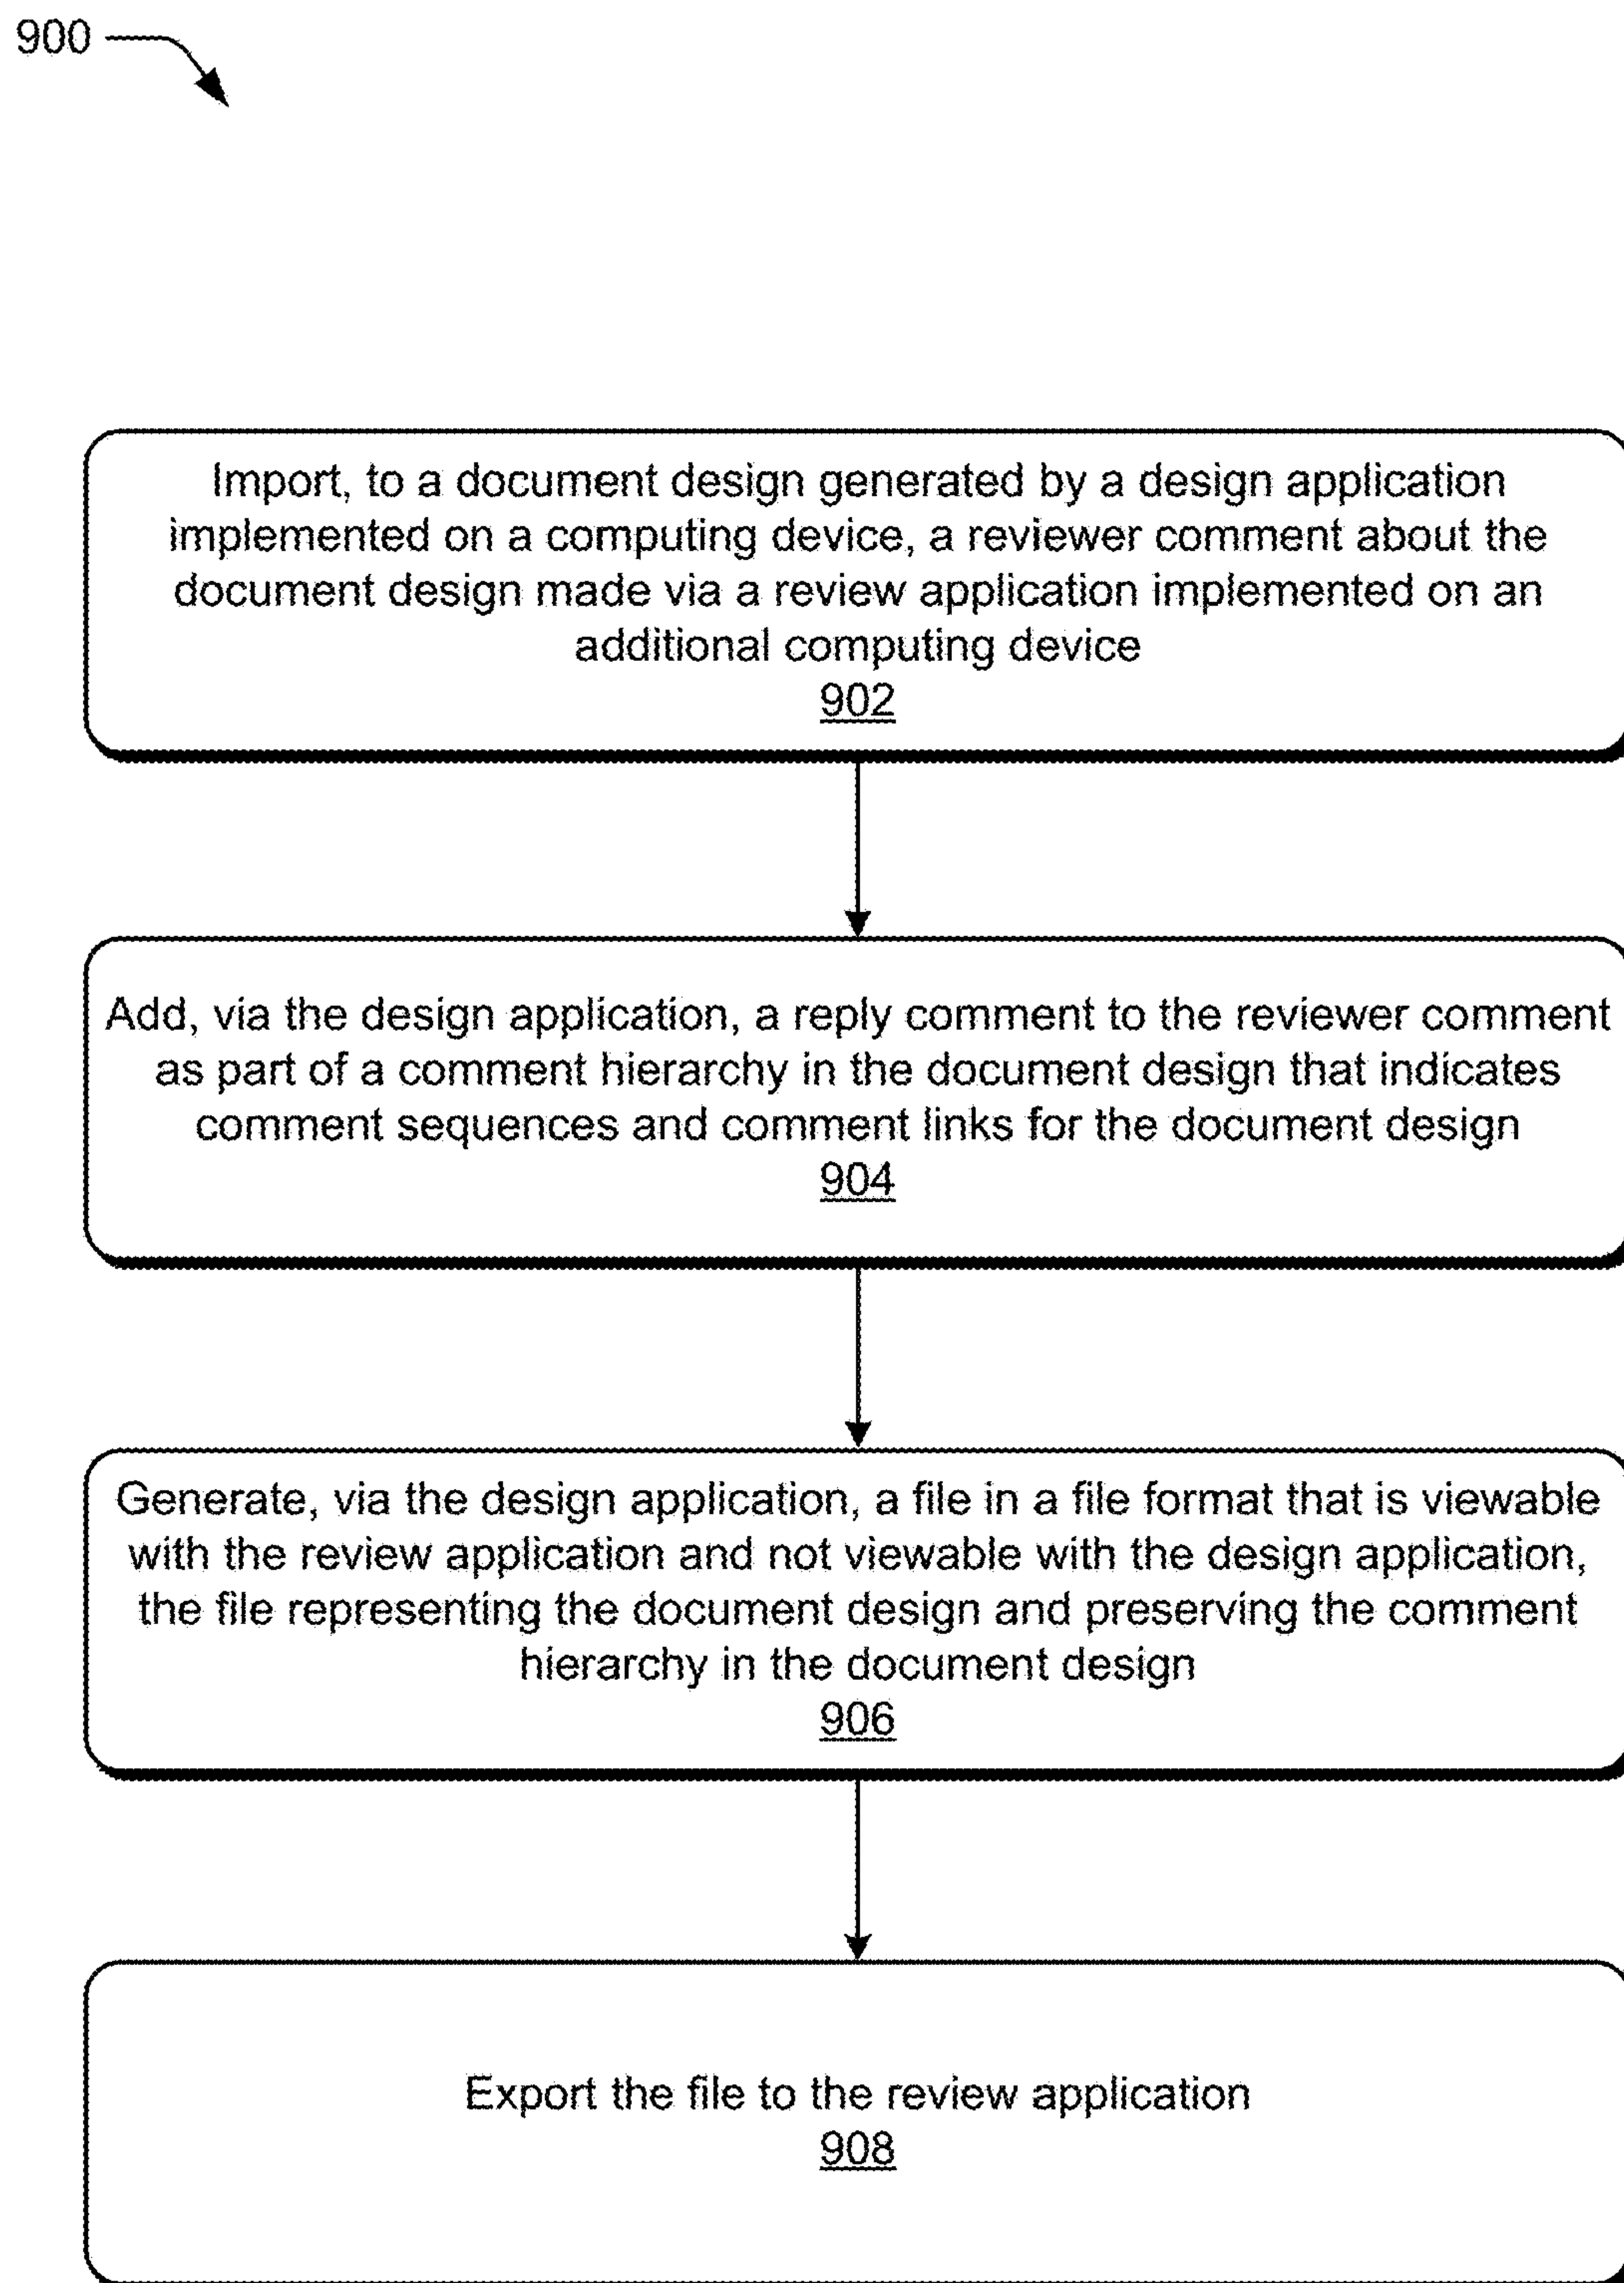 900
Import, to a document design generated by a design application
implemented on a computing device, a reviewer comment about the
document design made via a review application implemented on an
additional computing device
902
Add, via the design application, a reply comment to the reviewer comment
as part of a comment hierarchy in the document design that indicates
comment sequences and comment links for the document design
904
Generate, via the design application, a file in a file format that is viewable
with the review application and not viewable with the design application,
the file representing the document design and preserving the comment
hierarchy in the document design
906
Export the file to the review application
908